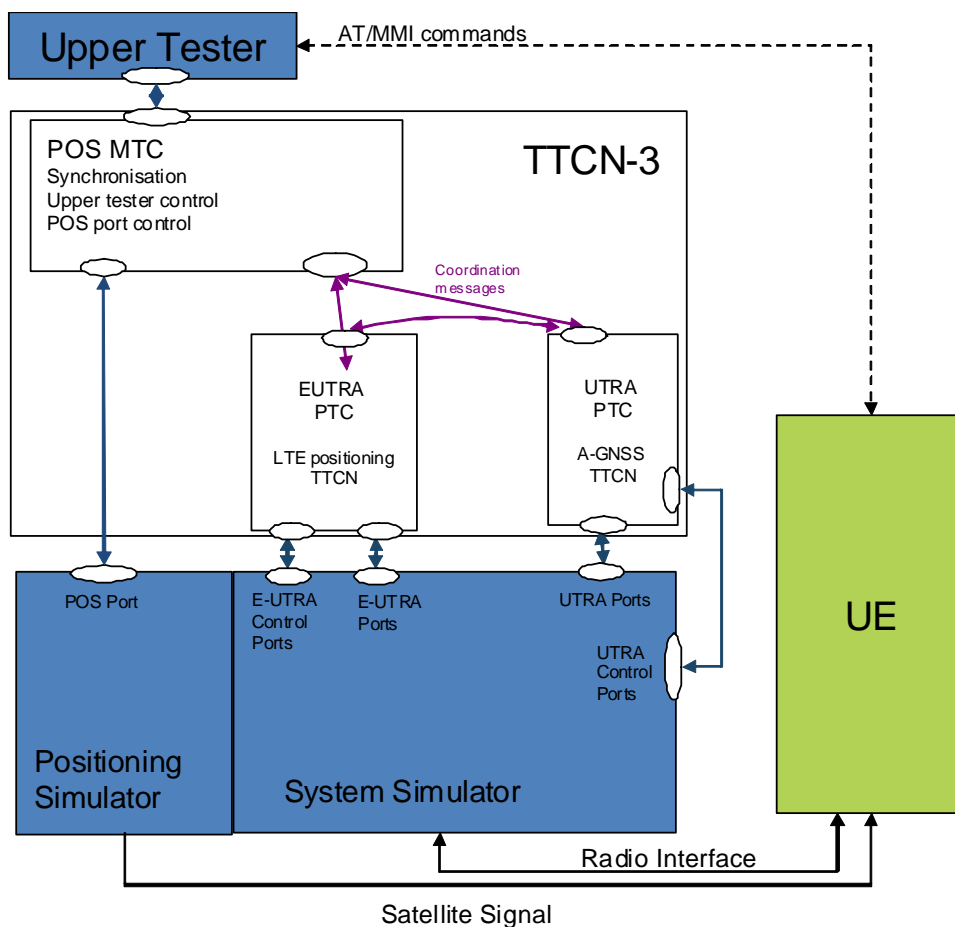 Upper Tester
AT/MMI commands
POS MTC
Synchronisation
Upper tester control
POS port control
TTCN-3
Coordination
messages
EUTRA
PTC
LTE positioning
TTCN
UTRA
PTC
A-GNSS
TTCN
POS Port
E-UTRA
Control
Ports
E-UTRA
Ports
UTRA Ports
UTRA
Control
Ports
UE
Positioning
Simulator
System Simulator
Radio Interface
Satellite Signal